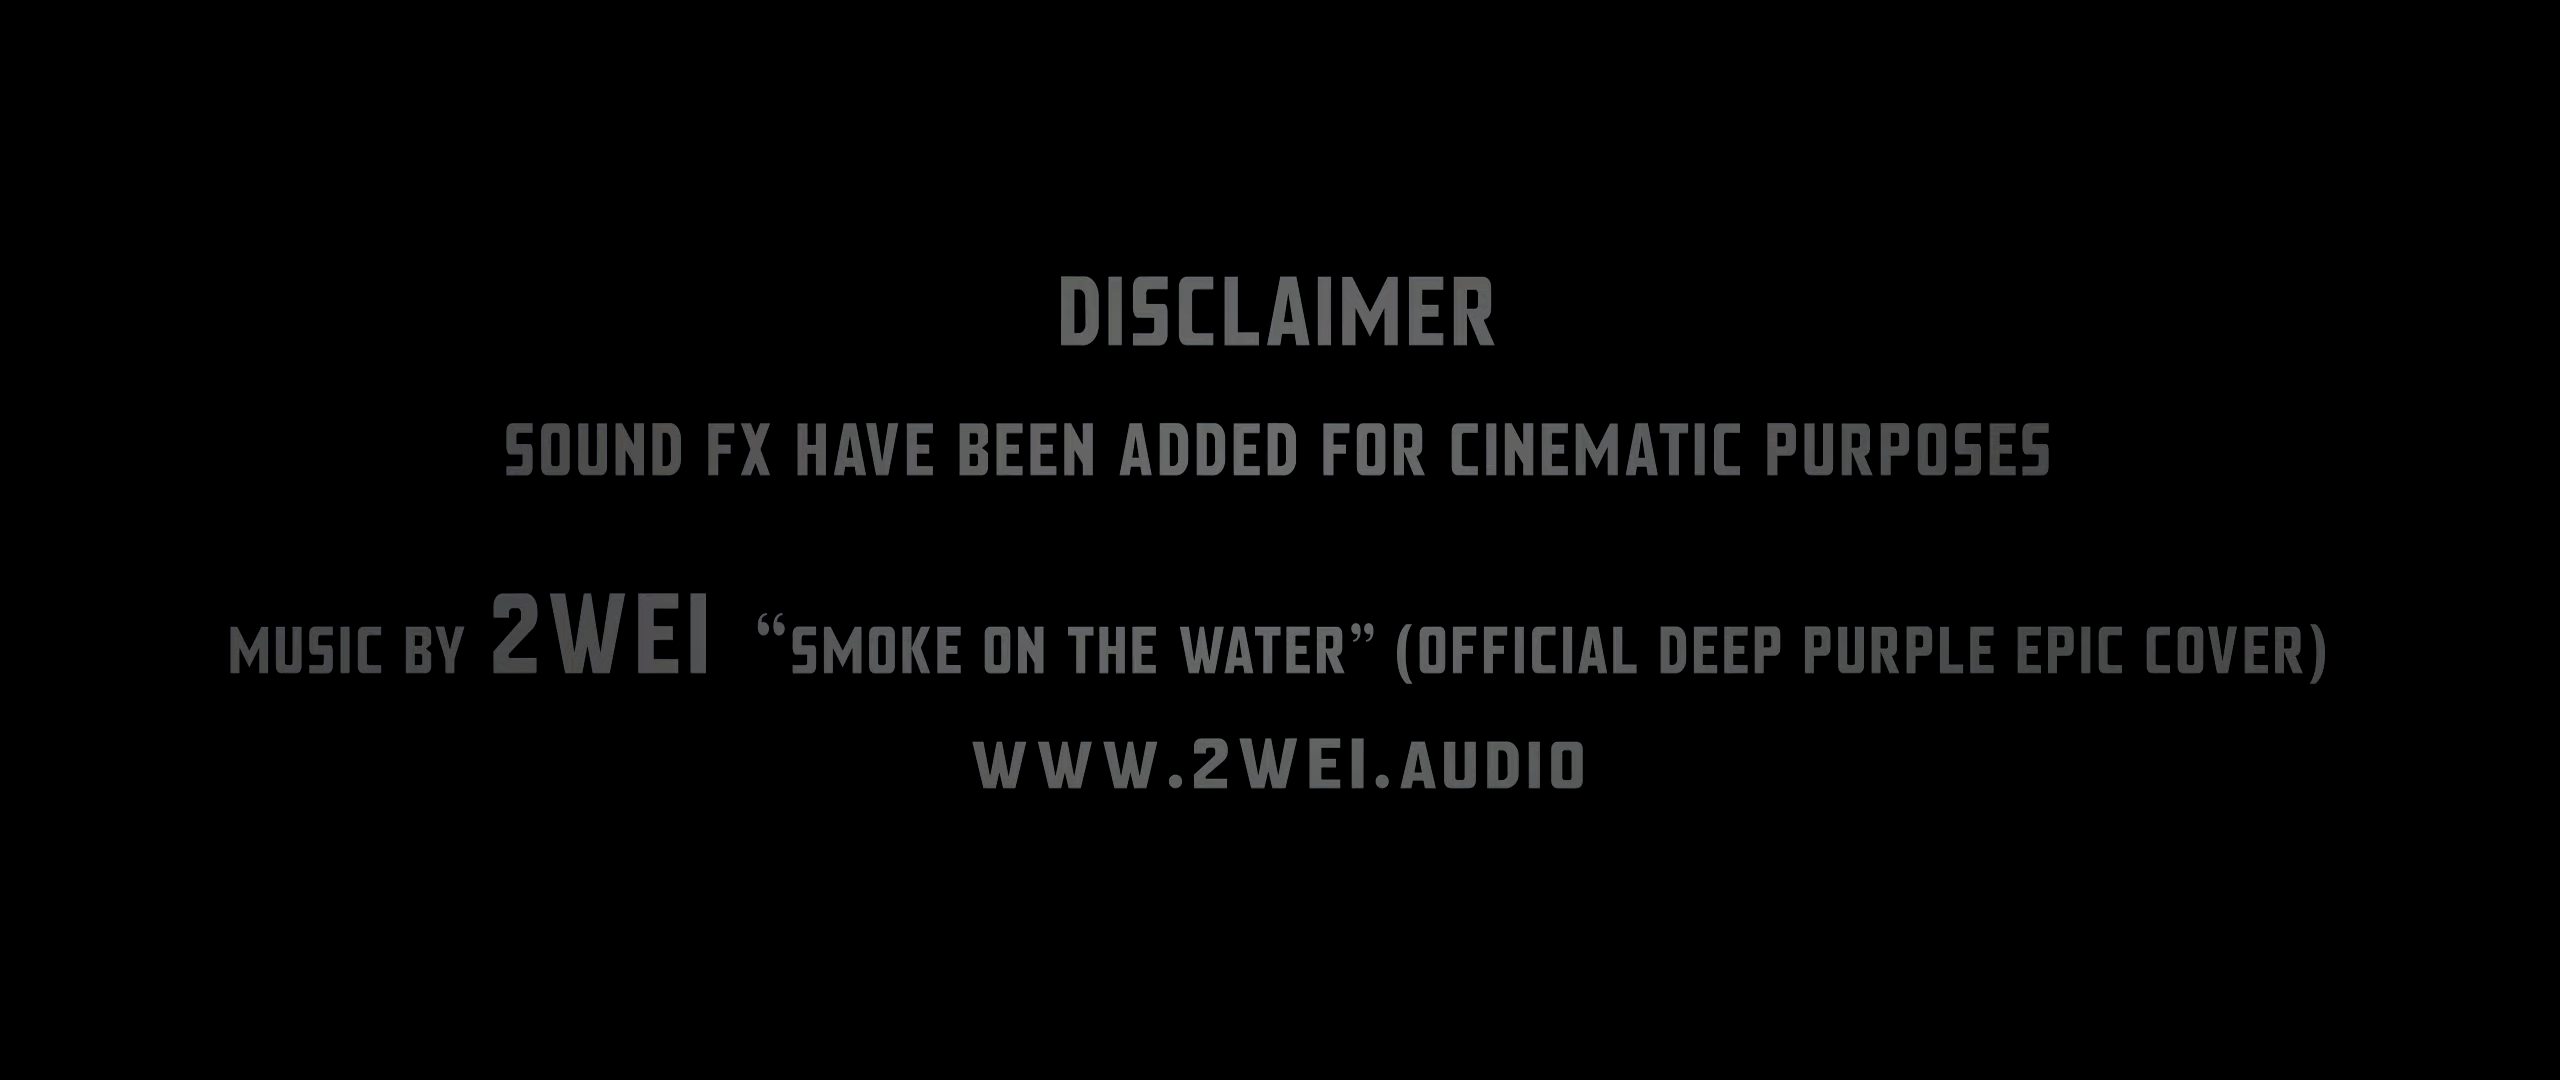 DISCLAIMER
SOUND FX HAVE BEEN ADDED FOR CINEMATIC PURPOSES
MUSIC BY 2WEI “SMOKE ON THE WATER” (OFFICIAL DEEP PURPLE EPIC COVER)
WWW.2WEI.AUDIO